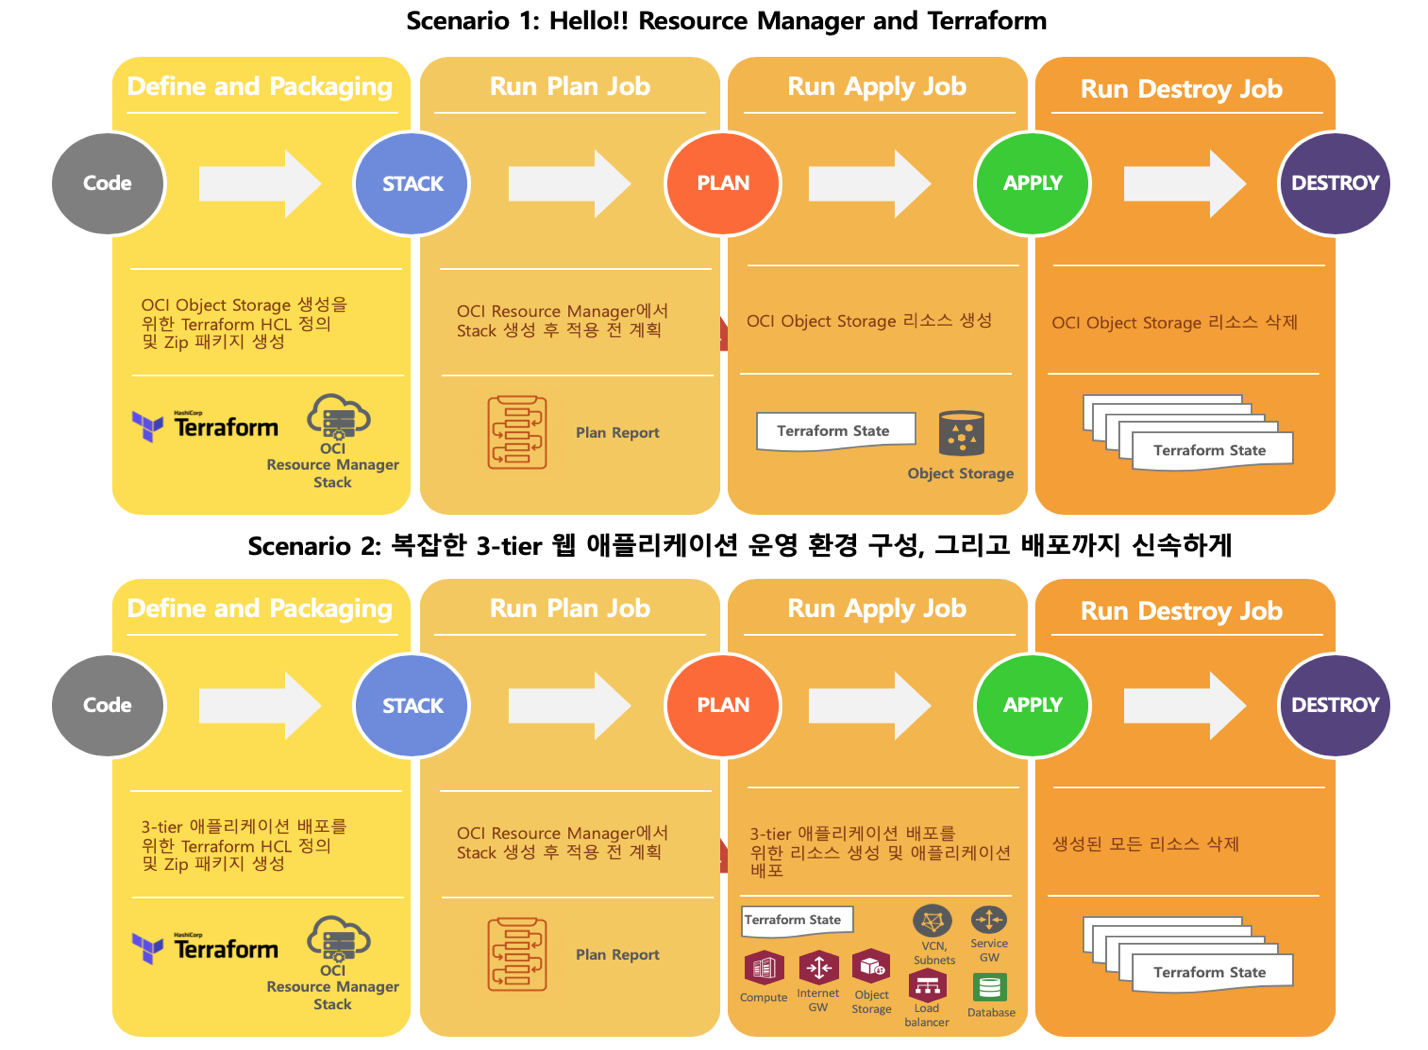 Scenario 1: Hello!! Resource Manager and Terraform
Define and Packaging
Run Plan Job
Run Apply Job
Run Destroy Job
Code
STACK
PLAN
APPLY
DESTROY
OCI Object Storage 생성을
위한 Terraform HCL 정의
및 Zip 패키지 생성
OCI Resource Manager에서
Stack 생성 후 적용 전 계획
OCI Object Storage 리소스 생성
OCI Object Storage 리소스 삭제
HashiCorp
Terraform
OCI
Resource Manager
Stack
Plan Report
Terraform State
Object Storage
Terraform State
Scenario 2: 복잡한 3-tier 웹 애플리케이션 운영 환경 구성, 그리고 배포까지 신속하게
Define and Packaging
Run Plan Job
Run Apply Job
Run Destroy Job
Code
STACK
PLAN
APPLY
DESTROY
3-tier 애플리케이션 배포를
위한 Terraform HCL 정의
및 Zip 패키지 생성
OCI Resource Manager에서
Stack 생성 후 적용 전 계획
3-tier 애플리케이션 배포를
위한 리소스 생성 및 애플리케이션
배포
생성된 모든 리소스 삭제
HashiCorp
Terraform
OCI
Resource Manager
Stack
Plan Report
Terraform State
VCN,
Subnets
Service
GW
Compute
Internet
GW
Object
Storage
Load
balancer
Database
Terraform State